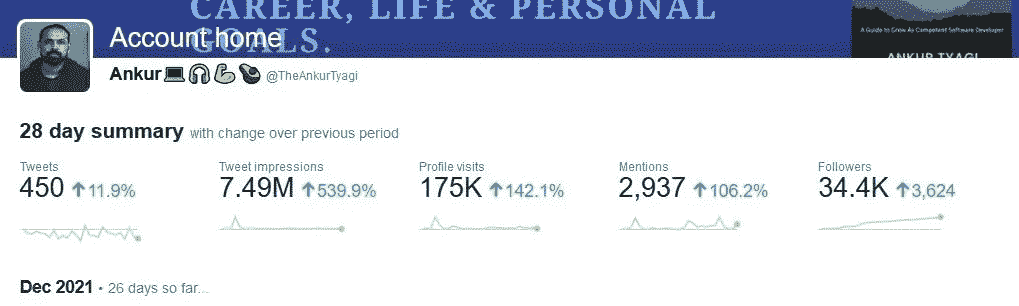 CAREER, LIFE & PERSONAL
GOALS.
Account home
A Guide to Grow As Competent Software Developer
ANKUR TYAGI
Ankur💻🎧💪 @TheAnkurTyagi
28 day summary with change over previous period
Tweets
450 ↑11.9%
Tweet impressions
7.49M ↑539.9%
Profile visits
175K ↑142.1%
Mentions
2,937 ↑106.2%
Followers
34.4K ↑3,624
Dec 2021 • 26 days so far...